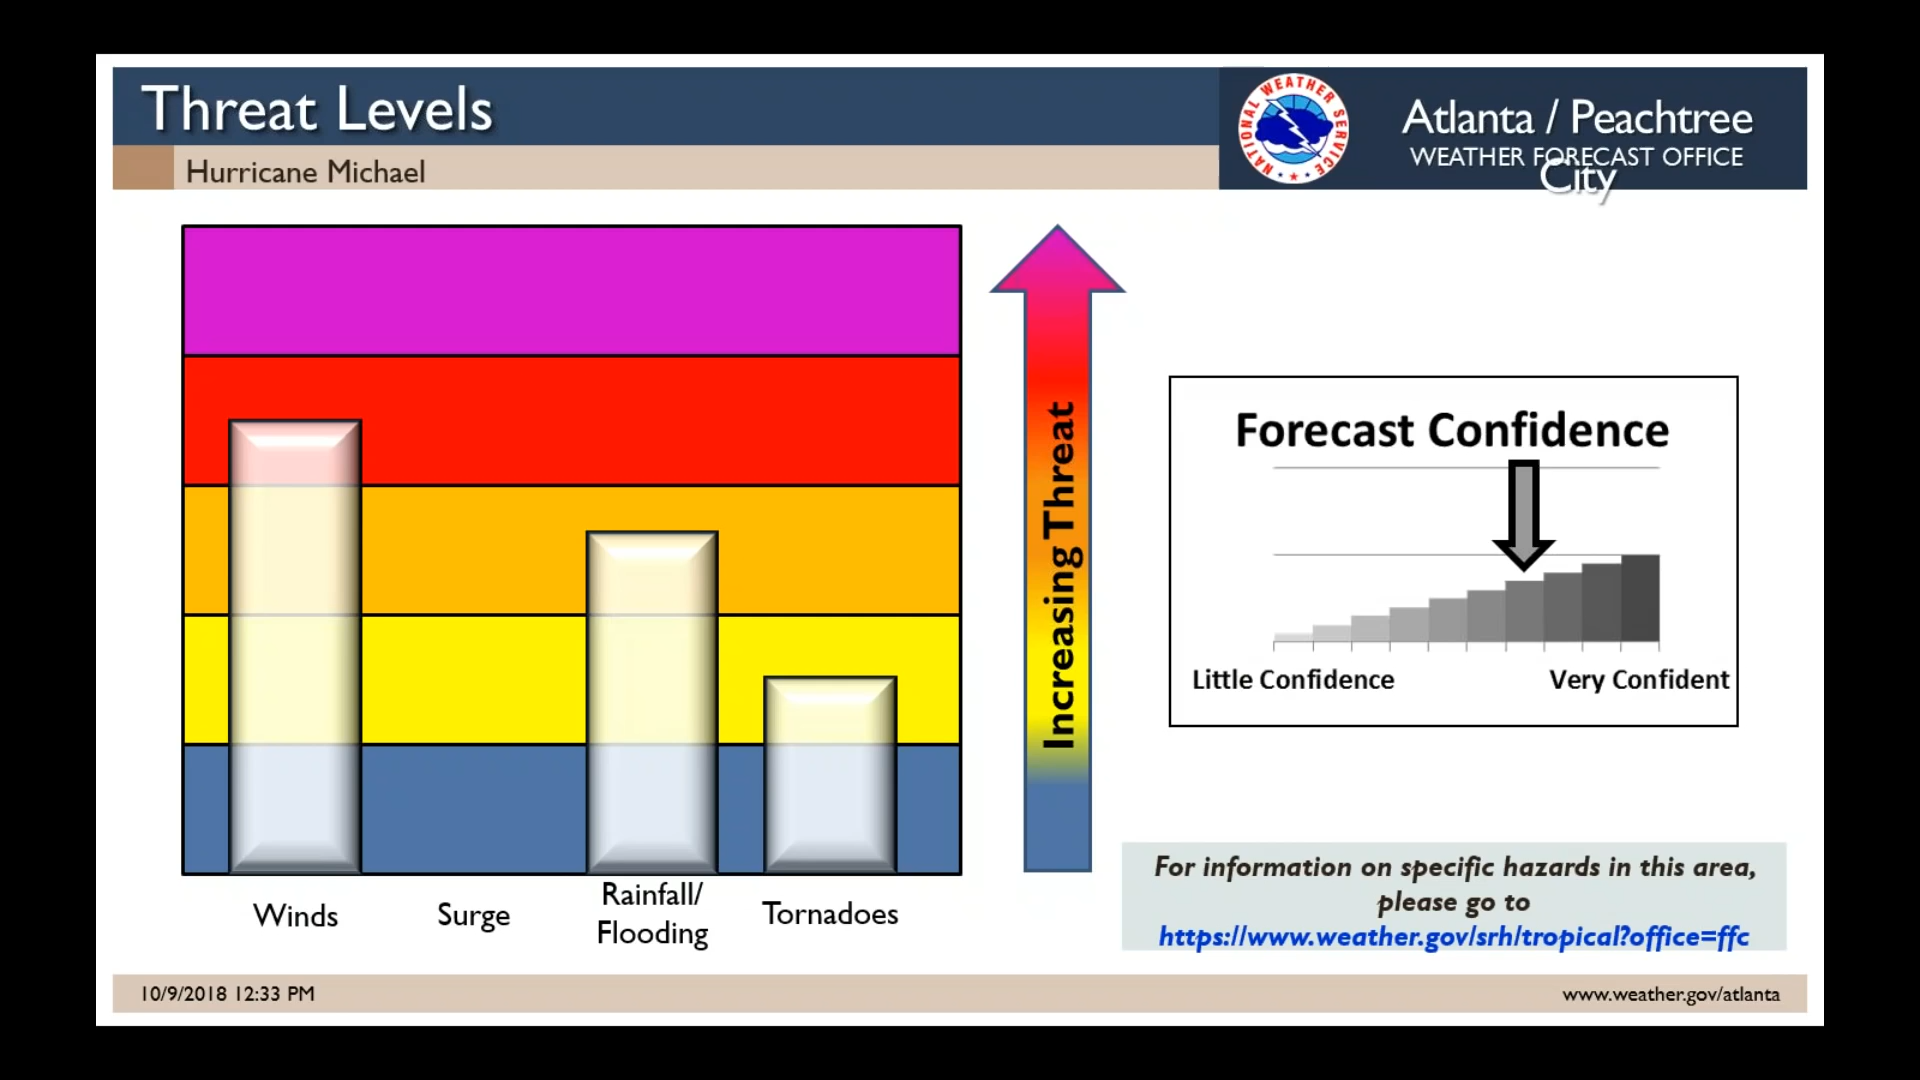 Threat Levels
Hurricane Michael
NATIONAL WEATHER SERVICE
Atlanta / Peachtree
City
WEATHER FORECAST OFFICE
Increasing Threat
Winds
Surge
Rainfall/
Flooding
Tornadoes
Forecast Confidence
Little Confidence
Very Confident
For information on specific hazards in this area,
please go to
https://www.weather.gov/srh/tropical?office=ffc
10/9/2018 12:33 PM
www.weather.gov/atlanta